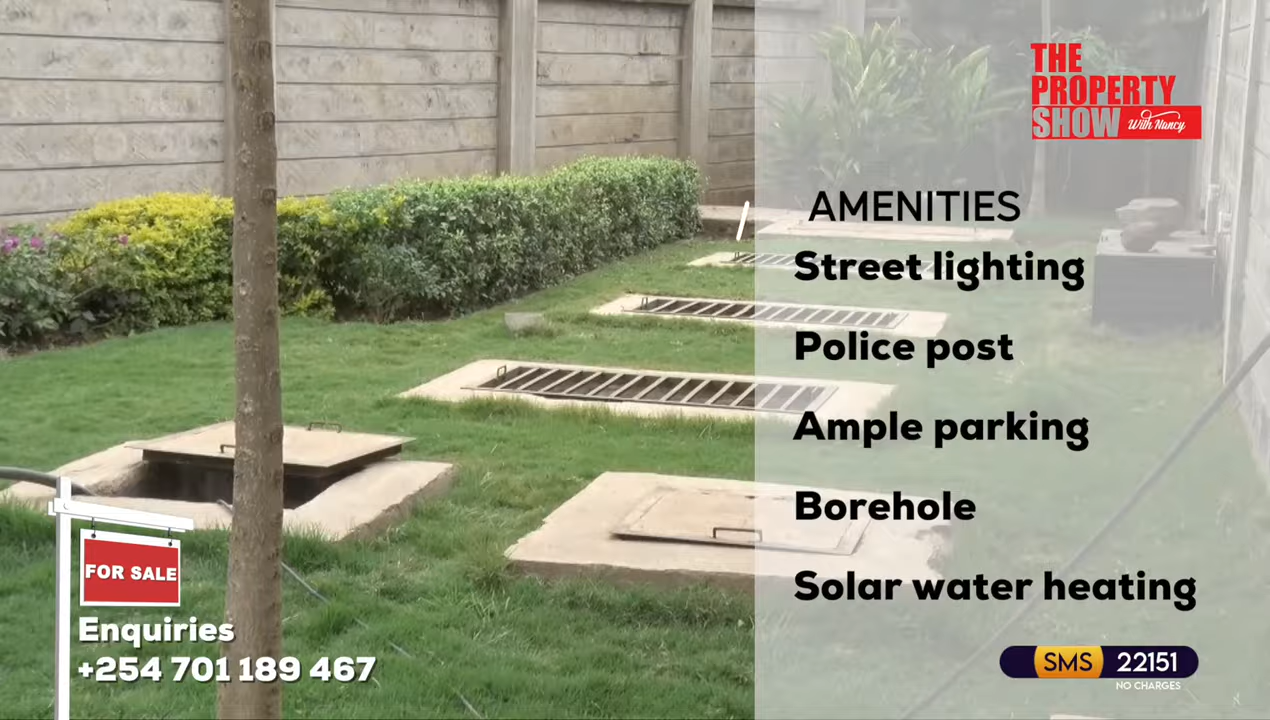 THE
PROPERTY
SHOW With Nancy
AMENITIES
Street lighting
Police post
Ample parking
Borehole
Solar water heating
FOR SALE
Enquiries
+254 701 189 467
SMS 22151
NO CHARGES